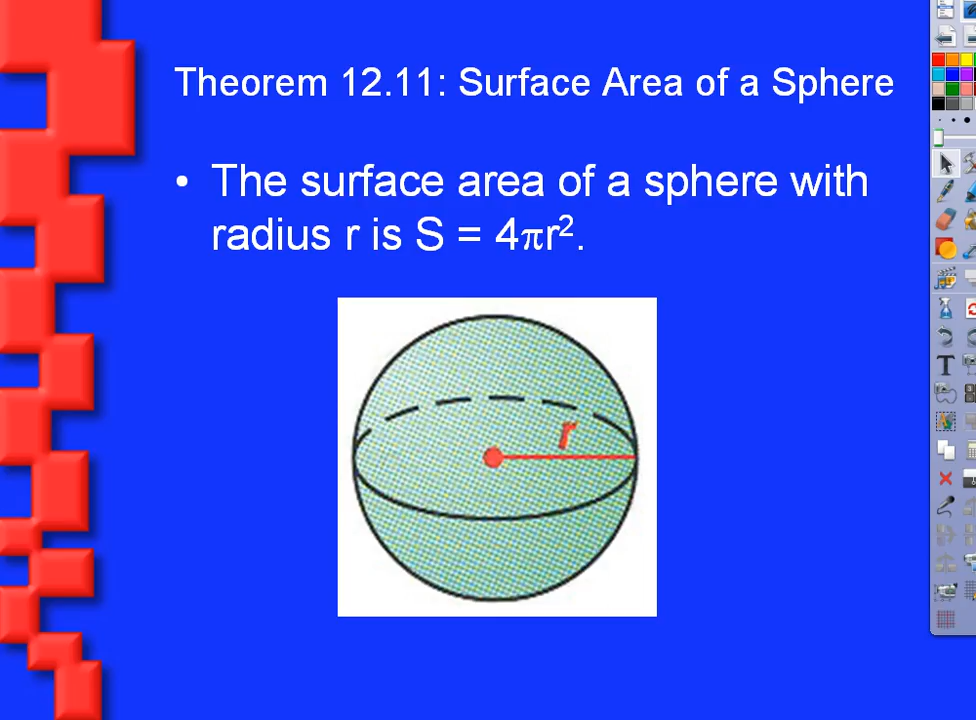 Theorem 12.11: Surface Area of a Sphere
• The surface area of a sphere with
radius r is S = 4πr².
r
T